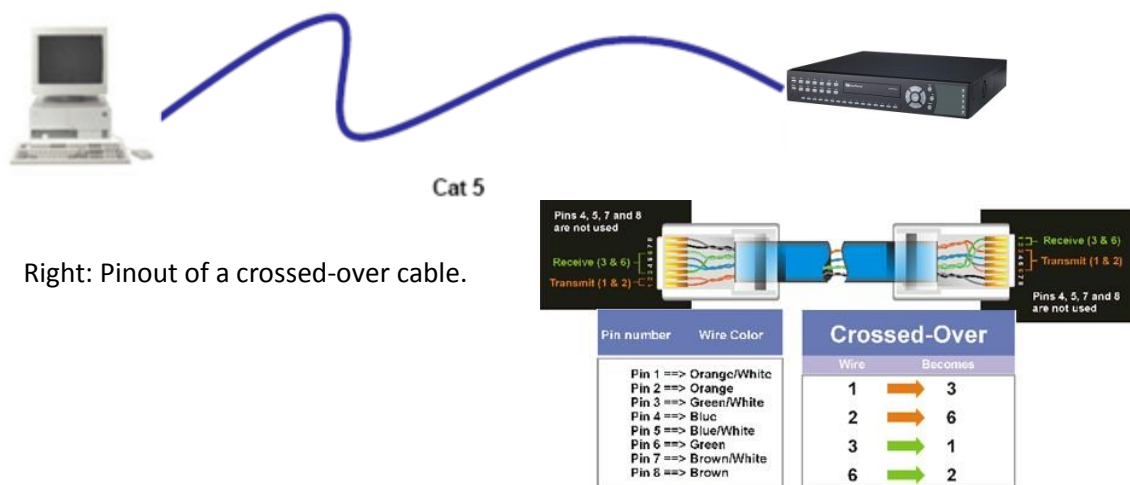 Cat 5
Right: Pinout of a crossed-over cable.
Pins 4, 5, 7 and 8
are not used
Receive (3 & 6)
Transmit (1 & 2)
Receive (3 & 6)
Transmit (1 & 2)
Pins 4, 5, 7 and 8
are not used
Pin number Wire Color
Pin 1 ==> Orange/White
Pin 2 ==> Orange
Pin 3 ==> Green/White
Pin 4 ==> Blue
Pin 5 ==> Blue/White
Pin 6 ==> Green
Pin 7 ==> Brown/White
Pin 8 ==> Brown
Crossed-Over
Wire Becomes
1 3
2 6
3 1
6 2